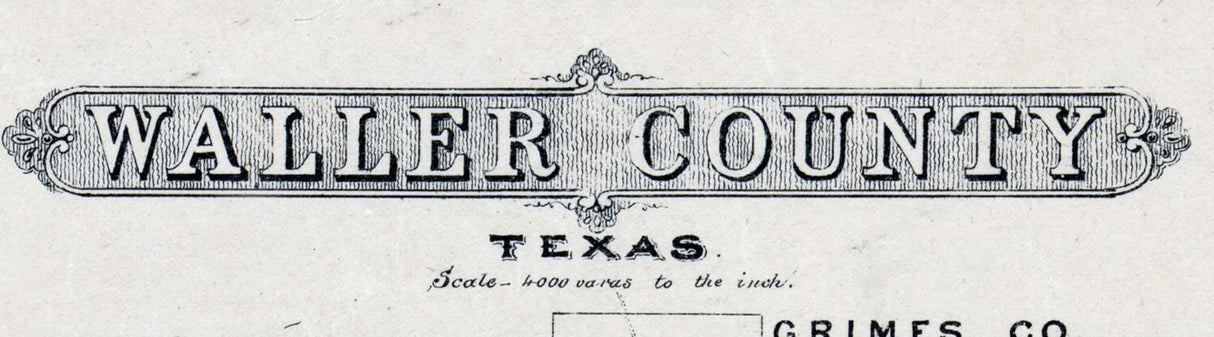 WALLER COUNTY
TEXAS.
Scale – 4000 varas to the inch.
GRIMES CO.